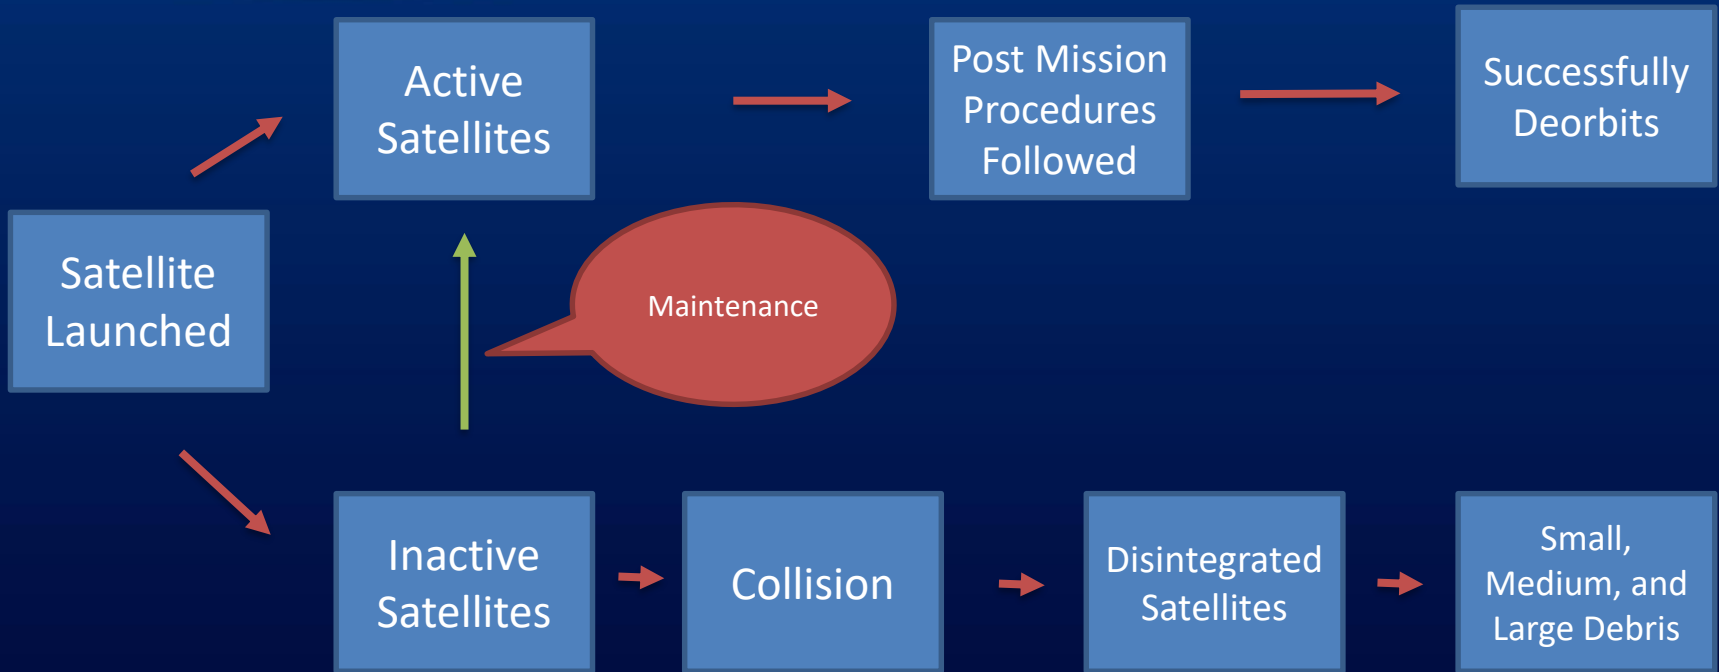 Active
Satellites
Post Mission
Procedures
Followed
Successfully
Deorbits
Satellite
Launched
Maintenance
Inactive
Satellites
Collision
Disintegrated
Satellites
Small,
Medium, and
Large Debris